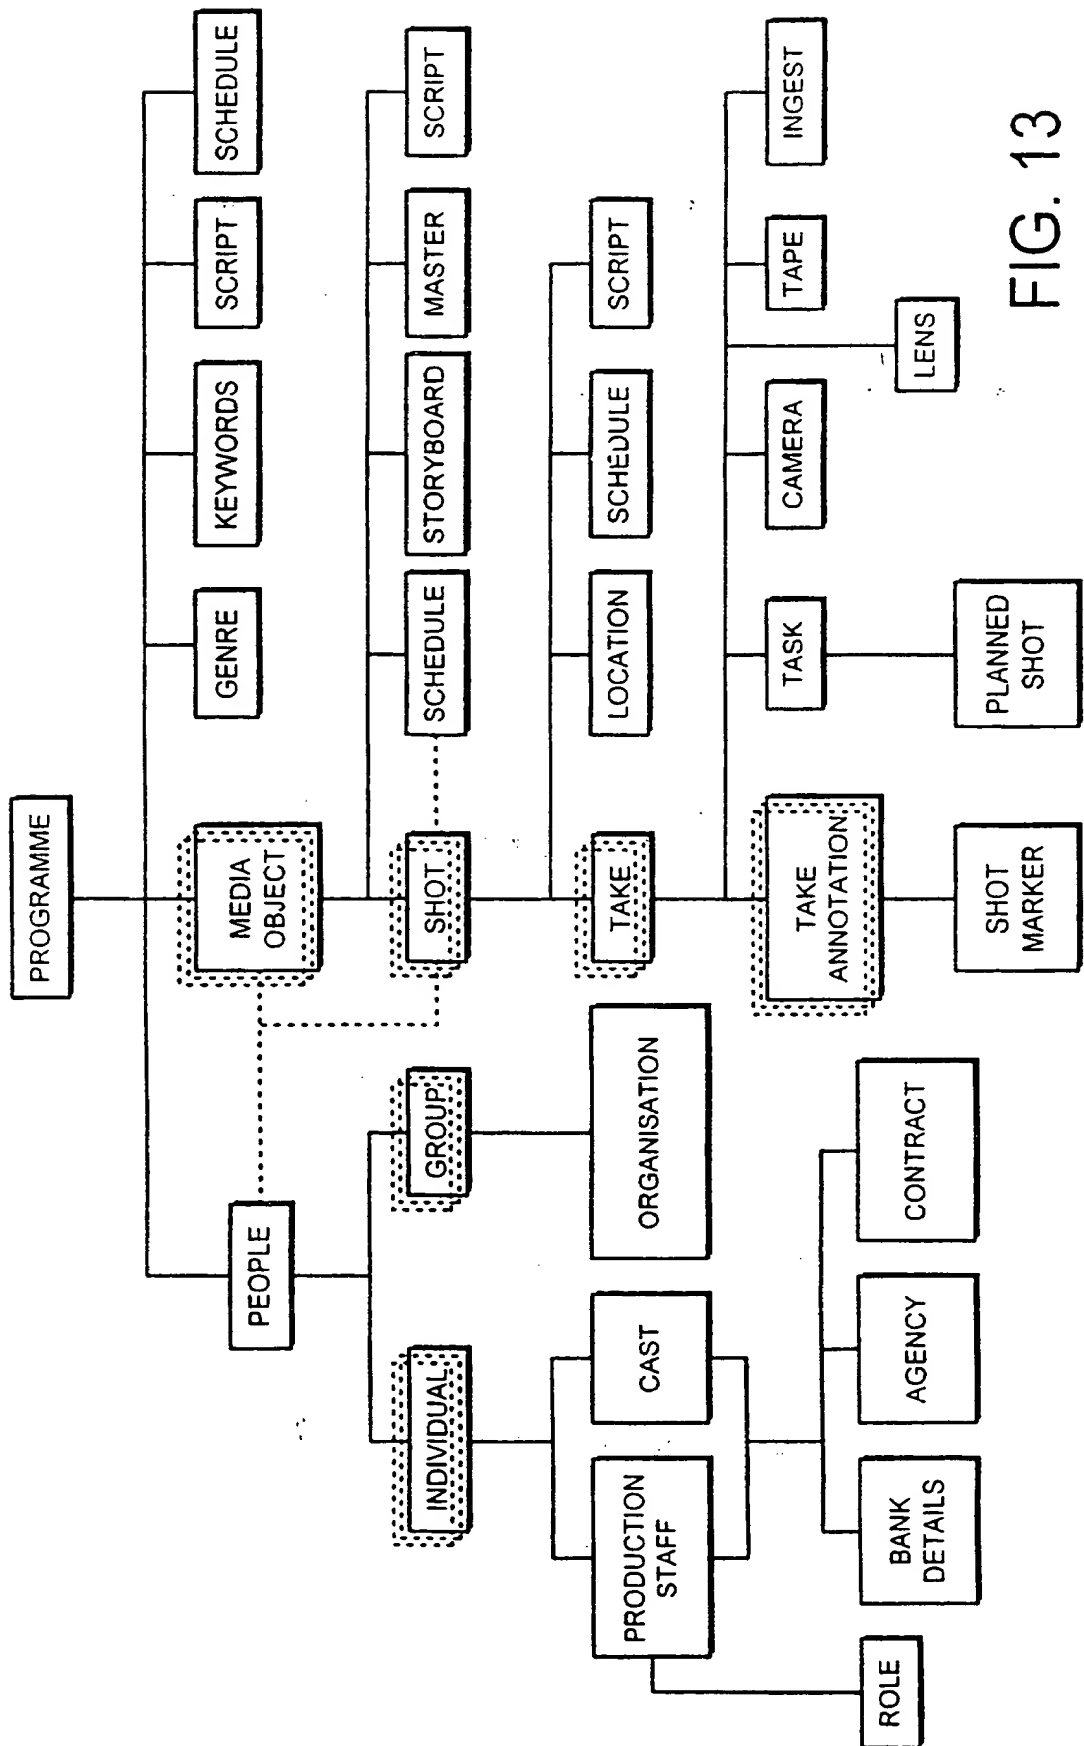 PROGRAMME
PEOPLE
MEDIA
OBJECT
GENRE
KEYWORDS
SCRIPT
SCHEDULE
INDIVIDUAL
GROUP
SHOT
SCHEDULE
STORYBOARD
MASTER
SCRIPT
PRODUCTION
STAFF
CAST
ORGANISATION
TAKE
LOCATION
SCHEDULE
SCRIPT
TAKE
ANNOTATION
TASK
CAMERA
TAPE
INGEST
ROLE
BANK
DETAILS
AGENCY
CONTRACT
SHOT
MARKER
PLANNED
SHOT
LENS
FIG. 13